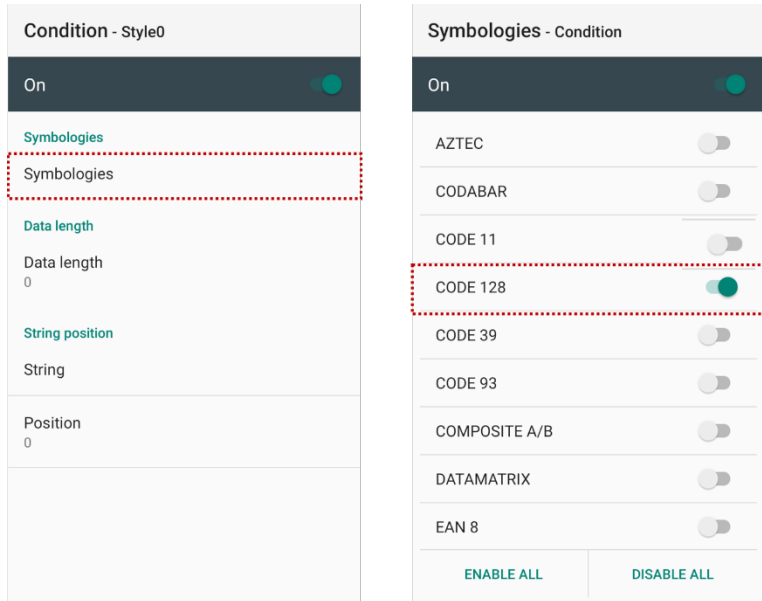 Condition - Style0
On
Symbologies
Symbologies
Data length
Data length
0
String position
String
Position
0
Symbologies - Condition
On
AZTEC
CODABAR
CODE 11
CODE 128
CODE 39
CODE 93
COMPOSITE A/B
DATAMATRIX
EAN 8
ENABLE ALL
DISABLE ALL